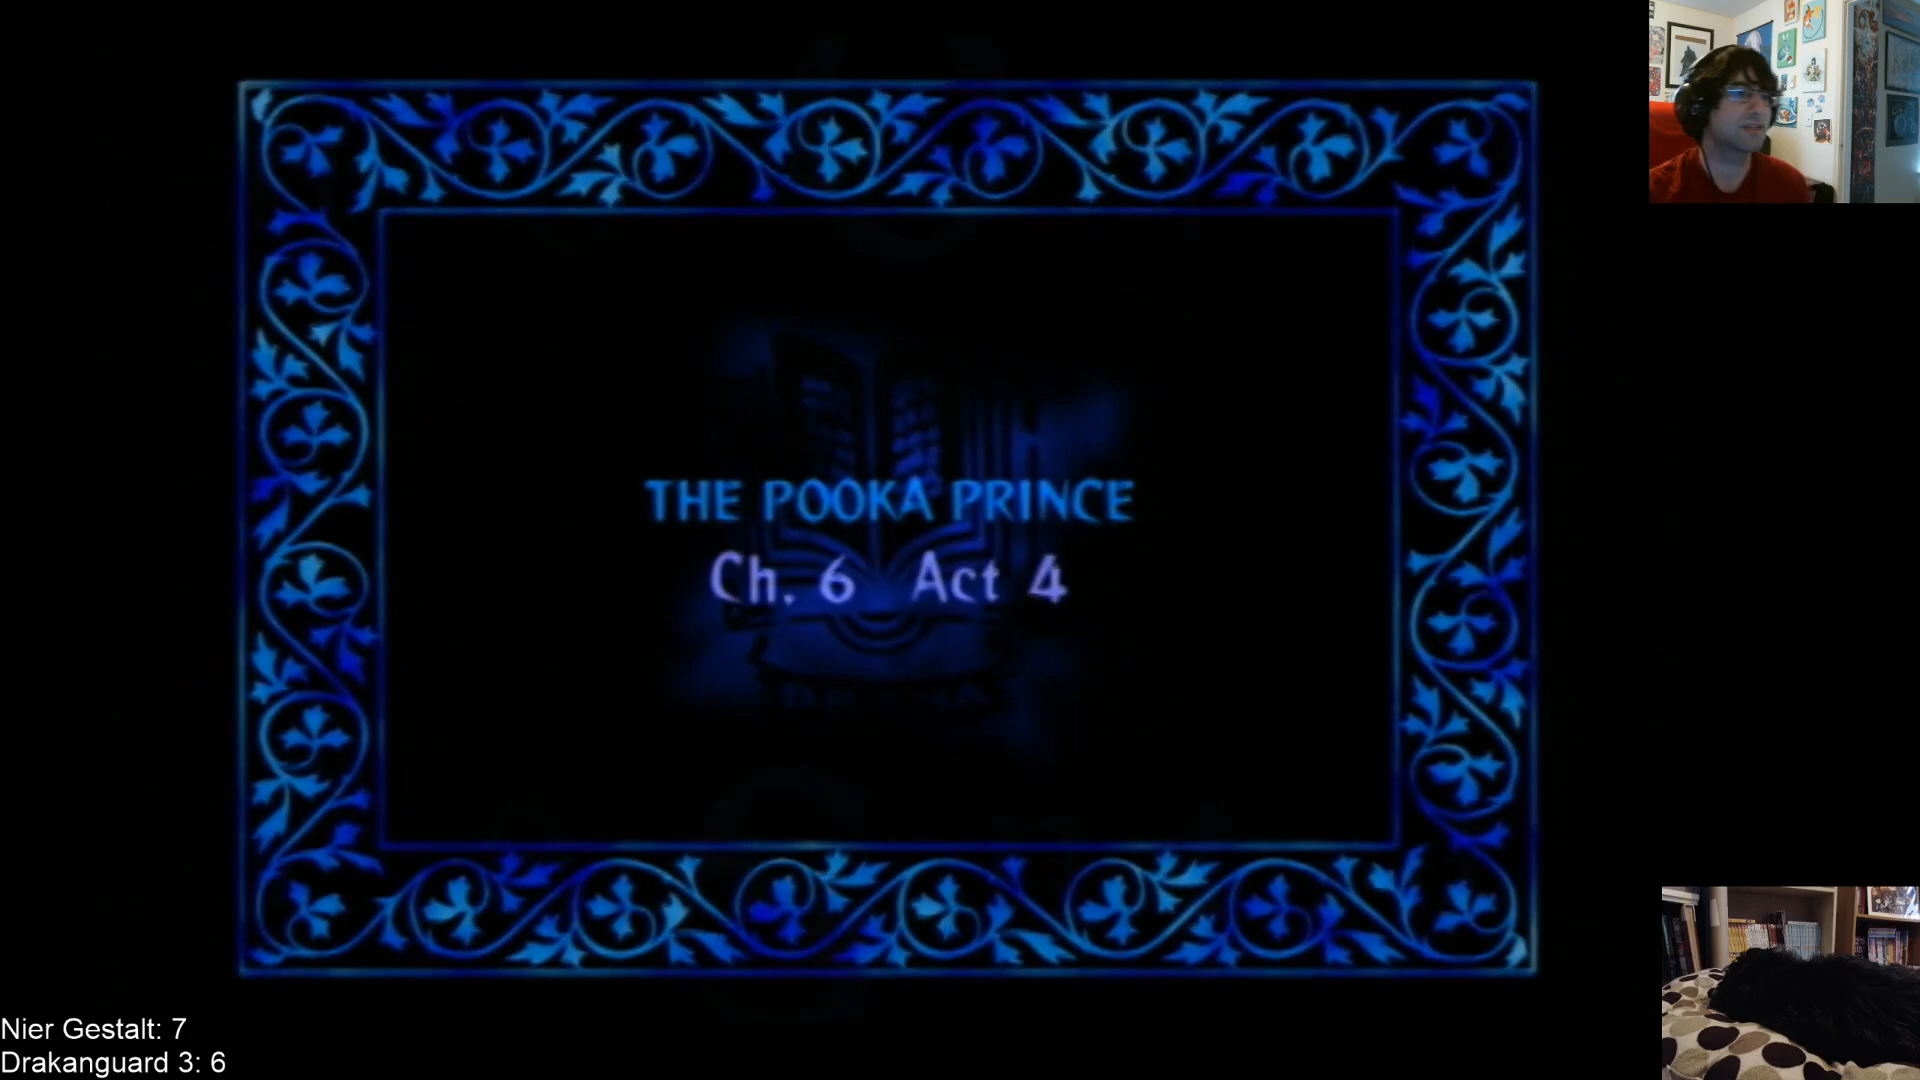 THE POOKA PRINCE
Ch. 6 Act 4
Nier Gestalt: 7
Drakanguard 3: 6